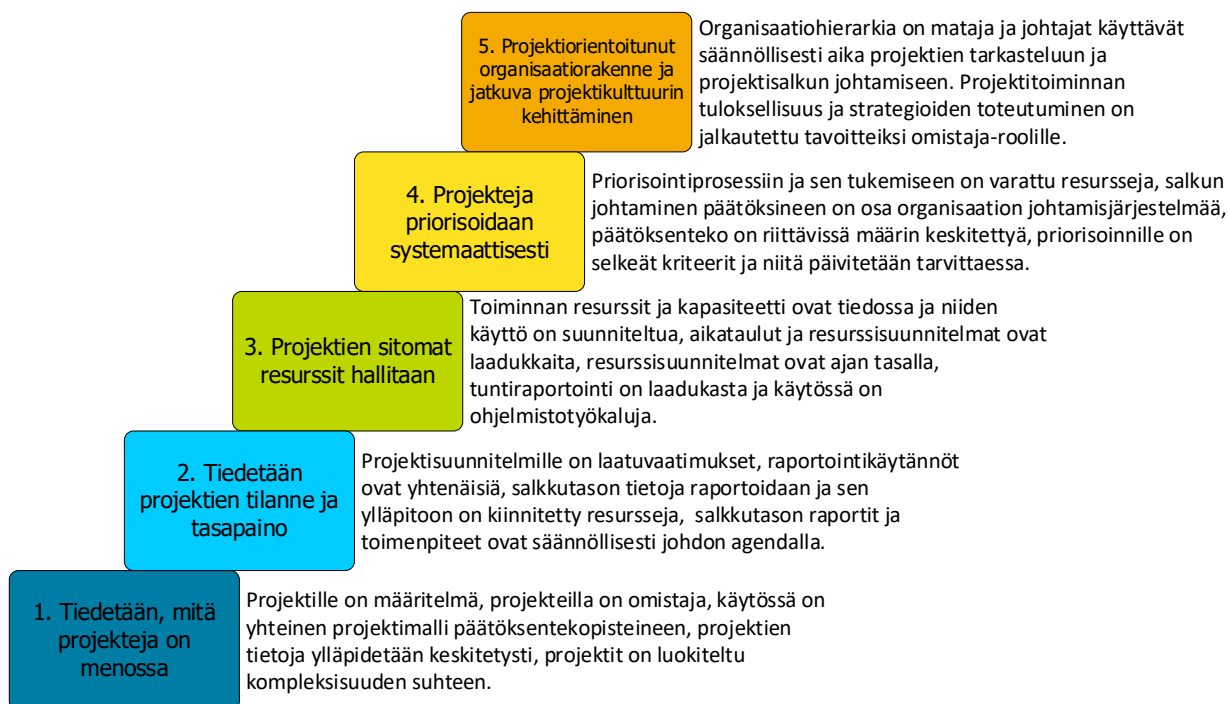 5. Projektiorientoitunut
organisaatiorakenne ja
jatkuva projektikulttuurin
kehittäminen
Organisaatiohierarkia on mataja ja johtajat käyttävät
säännöllisesti aika projektien tarkasteluun ja
projektisalkun johtamiseen. Projektitoiminnan
tuloksellisuus ja strategioiden toteutuminen on
jalkautettu tavoitteiksi omistaja-roolille.
4. Projekteja
priorisoidaan
systemaattisesti
Priorisointiprosessiin ja sen tukemiseen on varattu resursseja, salkun
johtaminen päätöksineen on osa organisaation johtamisjärjestelmää,
päätöksenteko on riittävissä määrin keskitettyä, priorisoinnille on
selkeät kriteerit ja niitä päivitetään tarvittaessa.
3. Projektien sitomat
resurssit hallitaan
Toiminnan resurssit ja kapasiteetti ovat tiedossa ja niiden
käyttö on suunniteltua, aikataulut ja resurssisuunnitelmat ovat
laadukkaita, resurssisuunnitelmat ovat ajan tasalla,
tuntiraportointi on laadukasta ja käytössä on
ohjelmistotyökaluja.
2. Tiedetään
projektien tilanne ja
tasapaino
Projektisuunnitelmille on laatuvaatimukset, raportointikäytännöt
ovat yhtenäisiä, salkkutason tietoja raportoidaan ja sen
ylläpitoon on kiinnitetty resursseja, salkkutason raportit ja
toimenpiteet ovat säännöllisesti johdon agendalla.
1. Tiedetään, mitä
projekteja on
menossa
Projektille on määritelmä, projekteilla on omistaja, käytössä on
yhteinen projektimalli päätöksentekopisteineen, projektien
tietoja ylläpidetään keskitetysti, projektit on luokiteltu
kompleksisuuden suhteen.